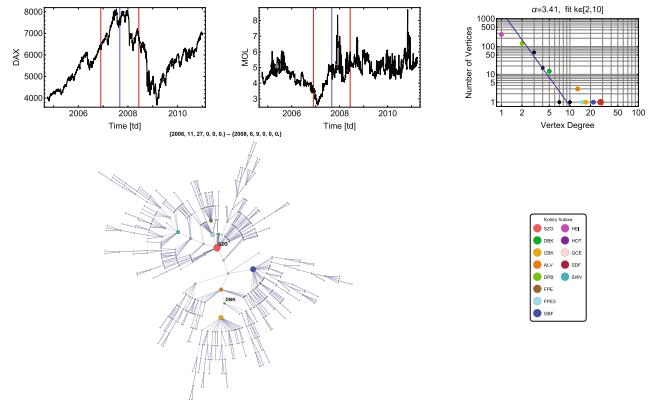 DAX
8000
7000
6000
5000
4000
2006
2008
2010
Time [td]
MOL
8
7
6
5
4
3
2006
2008
2010
Time [td]
α=3.41, fit k∈[2,10]
Number of Vertices
1000
500
100
50
10
5
1
1
2
5
10
20
50
100
Vertex Degree
{2006, 11, 27, 0, 0, 0.} – {2008, 6, 9, 0, 0, 0.}
SZG
DBK
Kolory hubow
SZG
DBK
CBK
ALV
DPB
FPE
FPE3
GBF
HOT
GCE
SDF
SWV